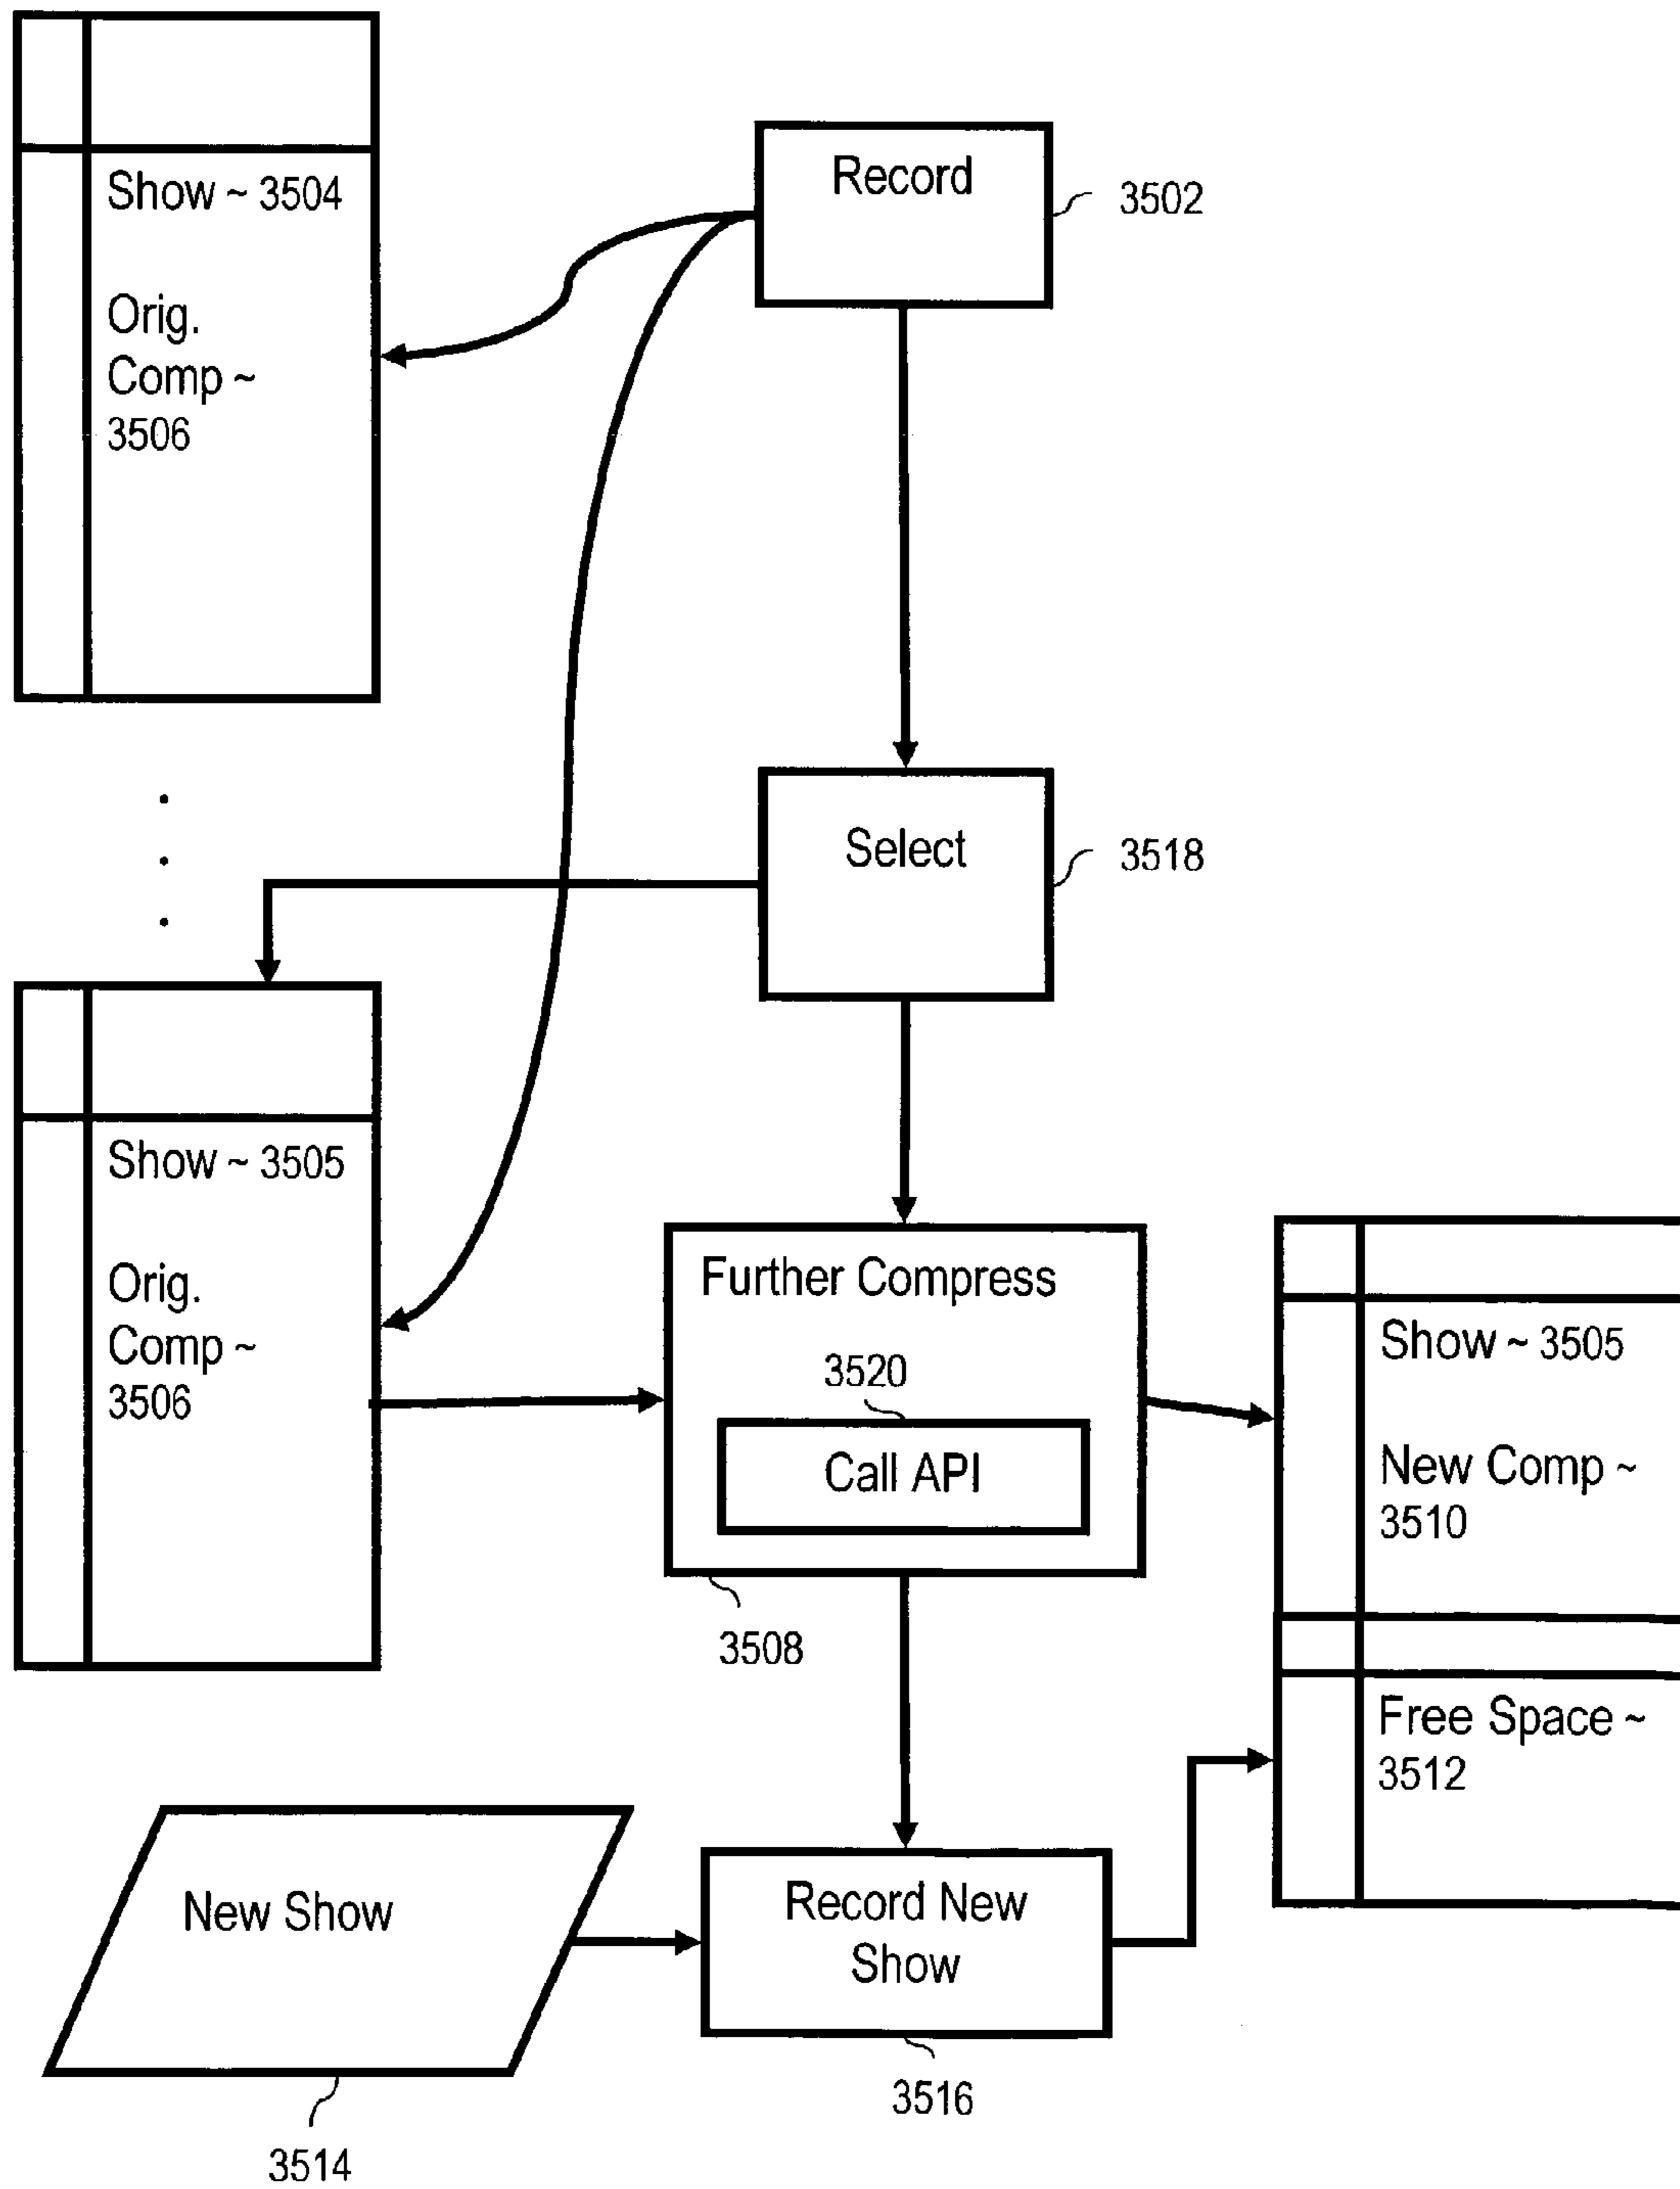 Show ~ 3504
Orig.
Comp ~
3506
Record
3502
Select
3518
Show ~ 3505
Orig.
Comp ~
3506
Further Compress
3520
Call API
3508
Show ~ 3505
New Comp ~
3510
Free Space ~
3512
New Show
3514
Record New
Show
3516